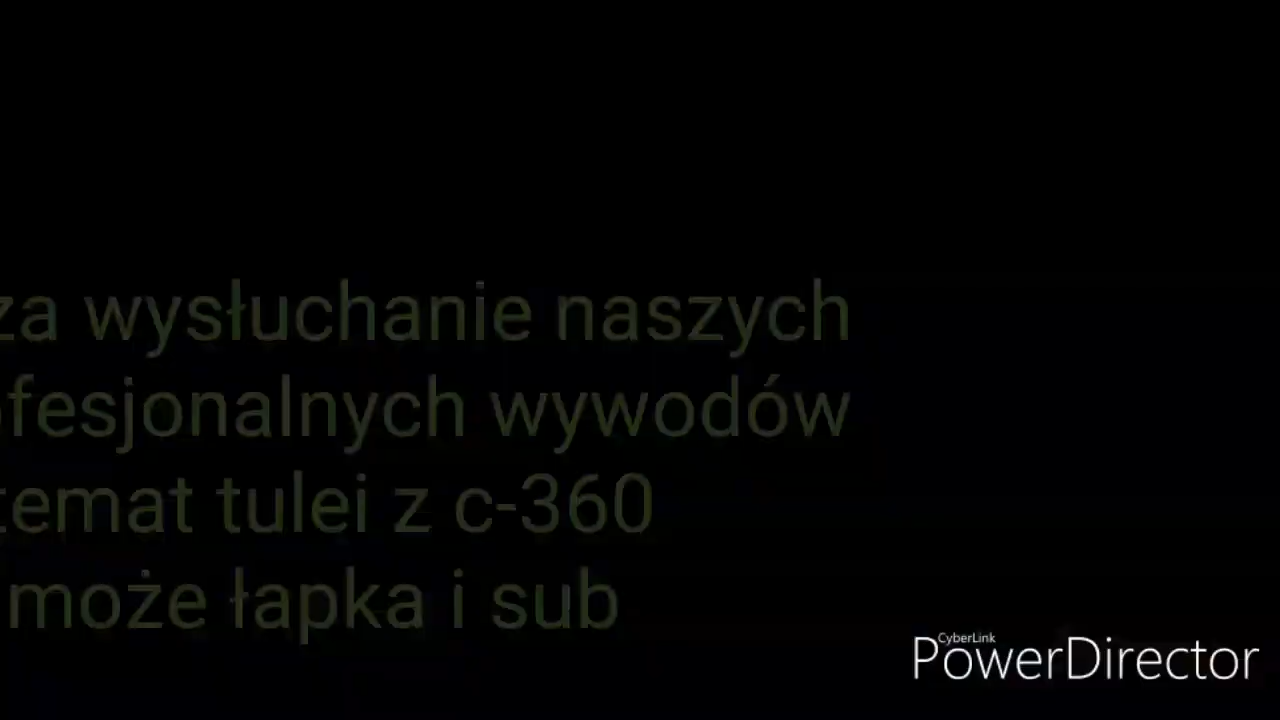 za wysłuchanie naszych
ofesjonalnych wywodów
temat tulei z c-360
może łapka i sub
CyberLink
PowerDirector